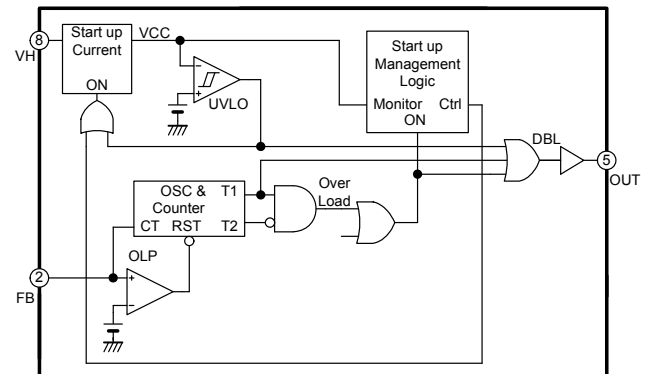 8
VH
Start up
Current
ON
VCC
UVLO
Start up
Management
Logic
Monitor Ctrl
ON
DBL
5
OUT
OSC & T1
Counter
CT RST T2
Over
Load
OLP
2
FB